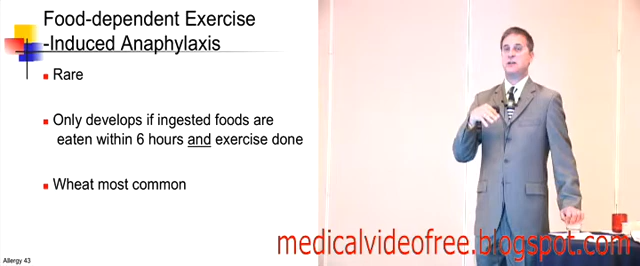 Food-dependent Exercise
-Induced Anaphylaxis
Rare
Only develops if ingested foods are
eaten within 6 hours and exercise done
Wheat most common
Allergy 43
medicalvideofree.blogspot.com